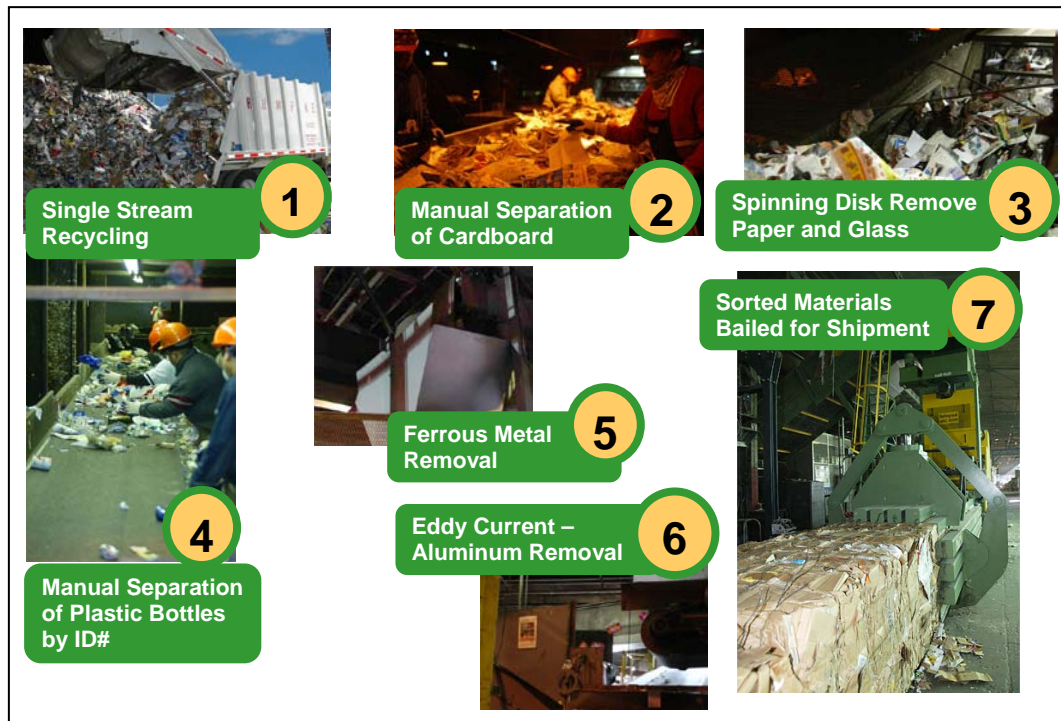 Single Stream
Recycling
1
Manual Separation
of Cardboard
2
Spinning Disk Remove
Paper and Glass
3
Manual Separation
of Plastic Bottles
by ID#
4
Ferrous Metal
Removal
5
Eddy Current –
Aluminum Removal
6
Sorted Materials
Bailed for Shipment
7